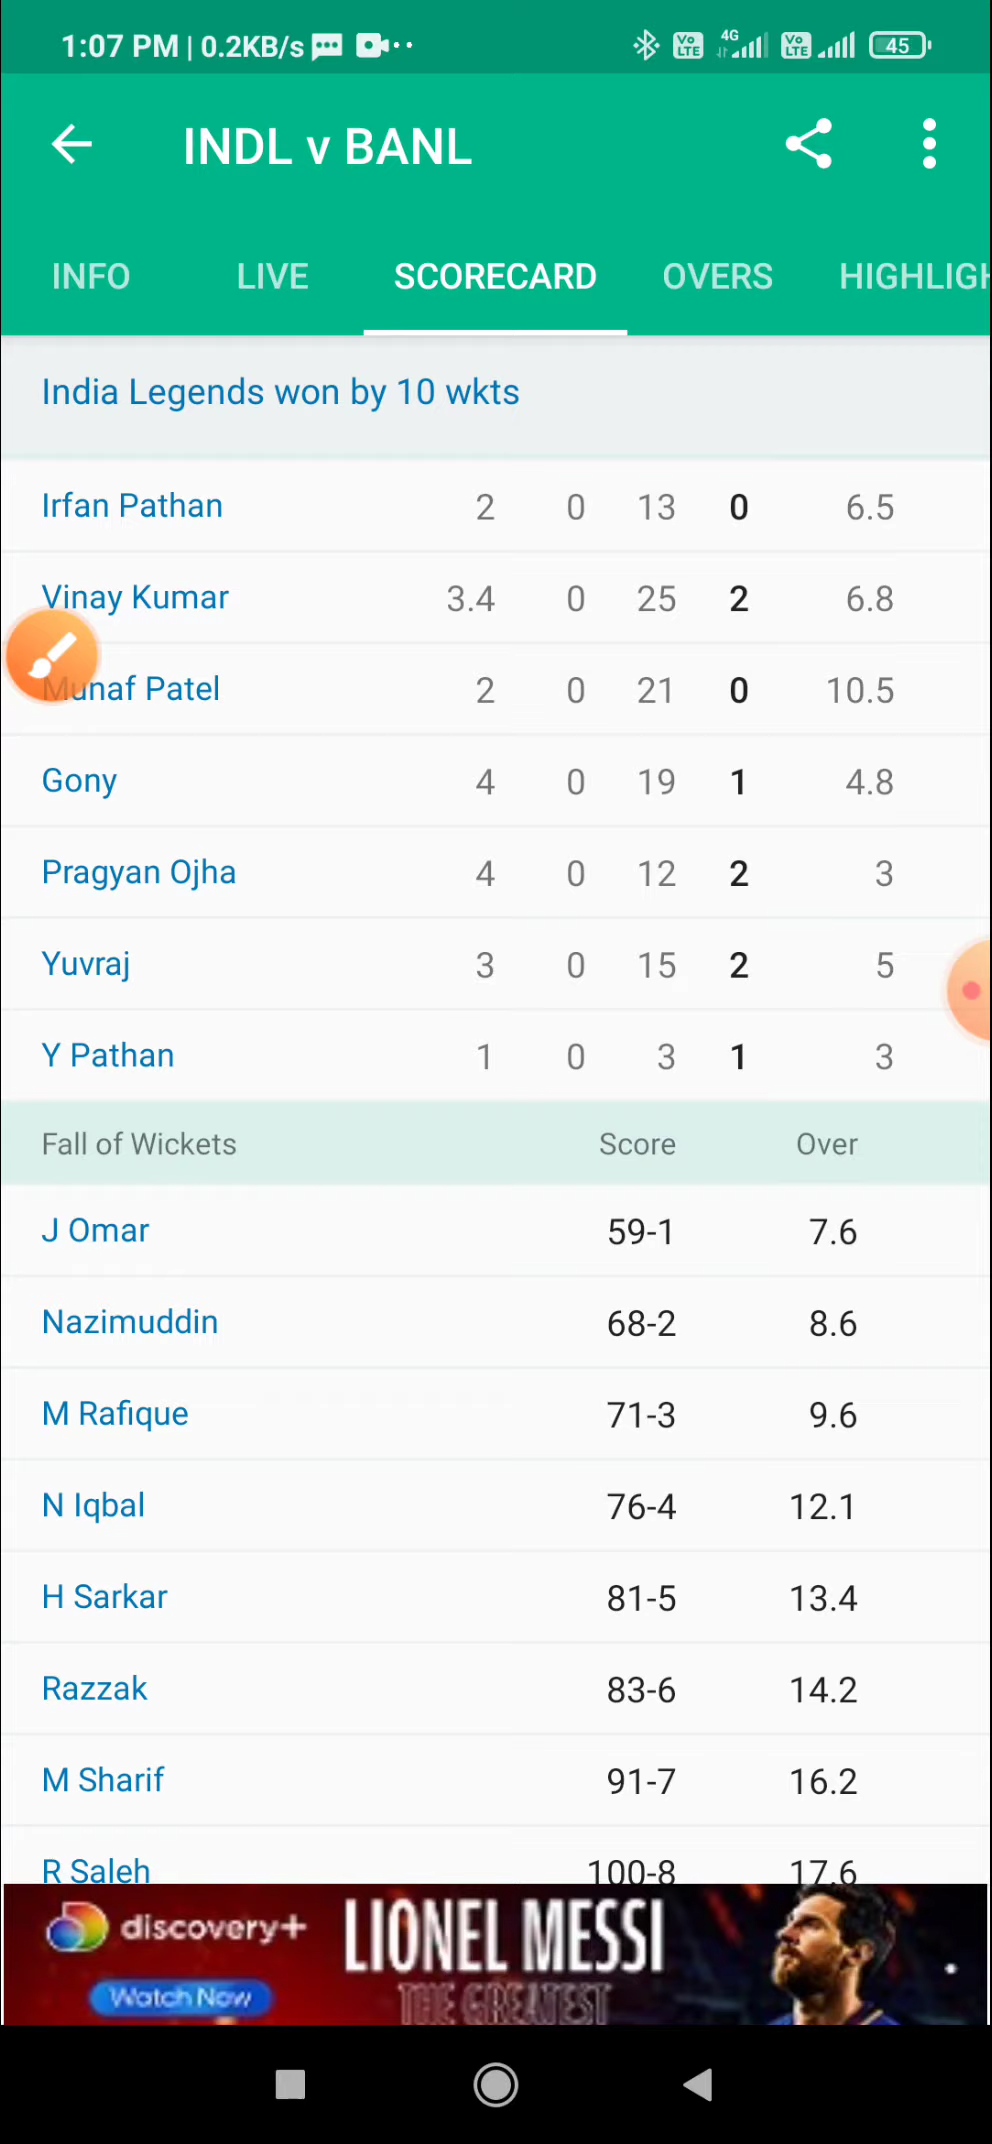 1:07 PM | 0.2KB/s 4G Vo LTE Vo LTE 45
INDL v BANL
INFO LIVE SCORECARD OVERS HIGHLIGH
India Legends won by 10 wkts
Irfan Pathan 2 0 13 0 6.5
Vinay Kumar 3.4 0 25 2 6.8
Munaf Patel 2 0 21 0 10.5
Gony 4 0 19 1 4.8
Pragyan Ojha 4 0 12 2 3
Yuvraj 3 0 15 2 5
Y Pathan 1 0 3 1 3
Fall of Wickets Score Over
J Omar 59-1 7.6
Nazimuddin 68-2 8.6
M Rafique 71-3 9.6
N Iqbal 76-4 12.1
H Sarkar 81-5 13.4
Razzak 83-6 14.2
M Sharif 91-7 16.2
R Saleh 100-8 17.6
discovery+ LIONEL MESSI
Watch Now THE GREATEST